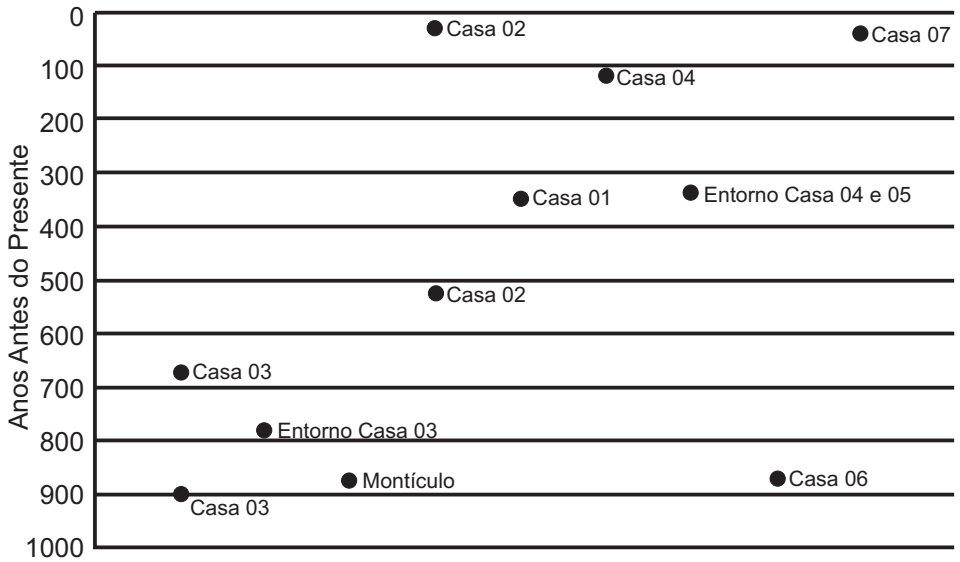 0
Casa 02
Casa 07
100
Casa 04
200
300
Casa 01
Entorno Casa 04 e 05
400
500
Casa 02
600
Casa 03
700
Entorno Casa 03
800
Montículo
Casa 06
900
Casa 03
1000
Anos Antes do Presente